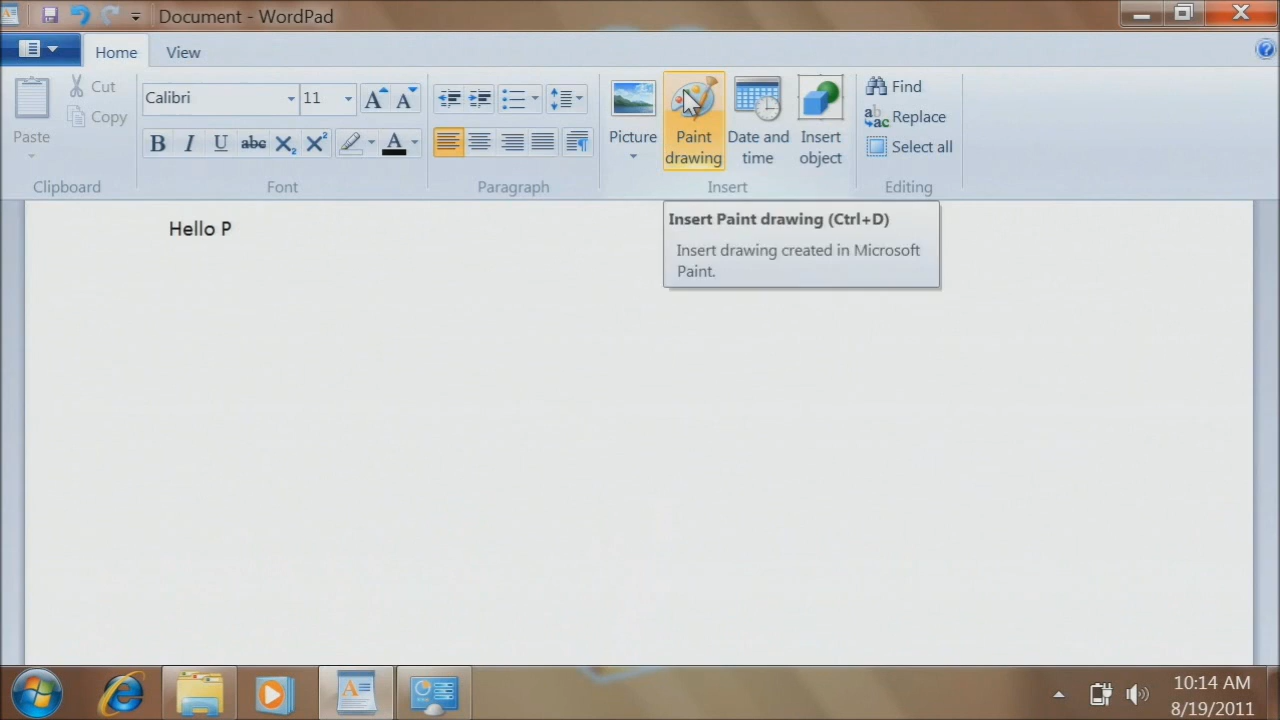 Document - WordPad
Home View
Paste
Cut
Copy
Clipboard
Calibri 11
B I U abc X₂ X²
A
Font
Paragraph
Picture
Paint drawing
Date and time
Insert object
Insert
Find
Replace
Select all
Editing
Hello P
Insert Paint drawing (Ctrl+D)
Insert drawing created in Microsoft
Paint.
10:14 AM
8/19/2011